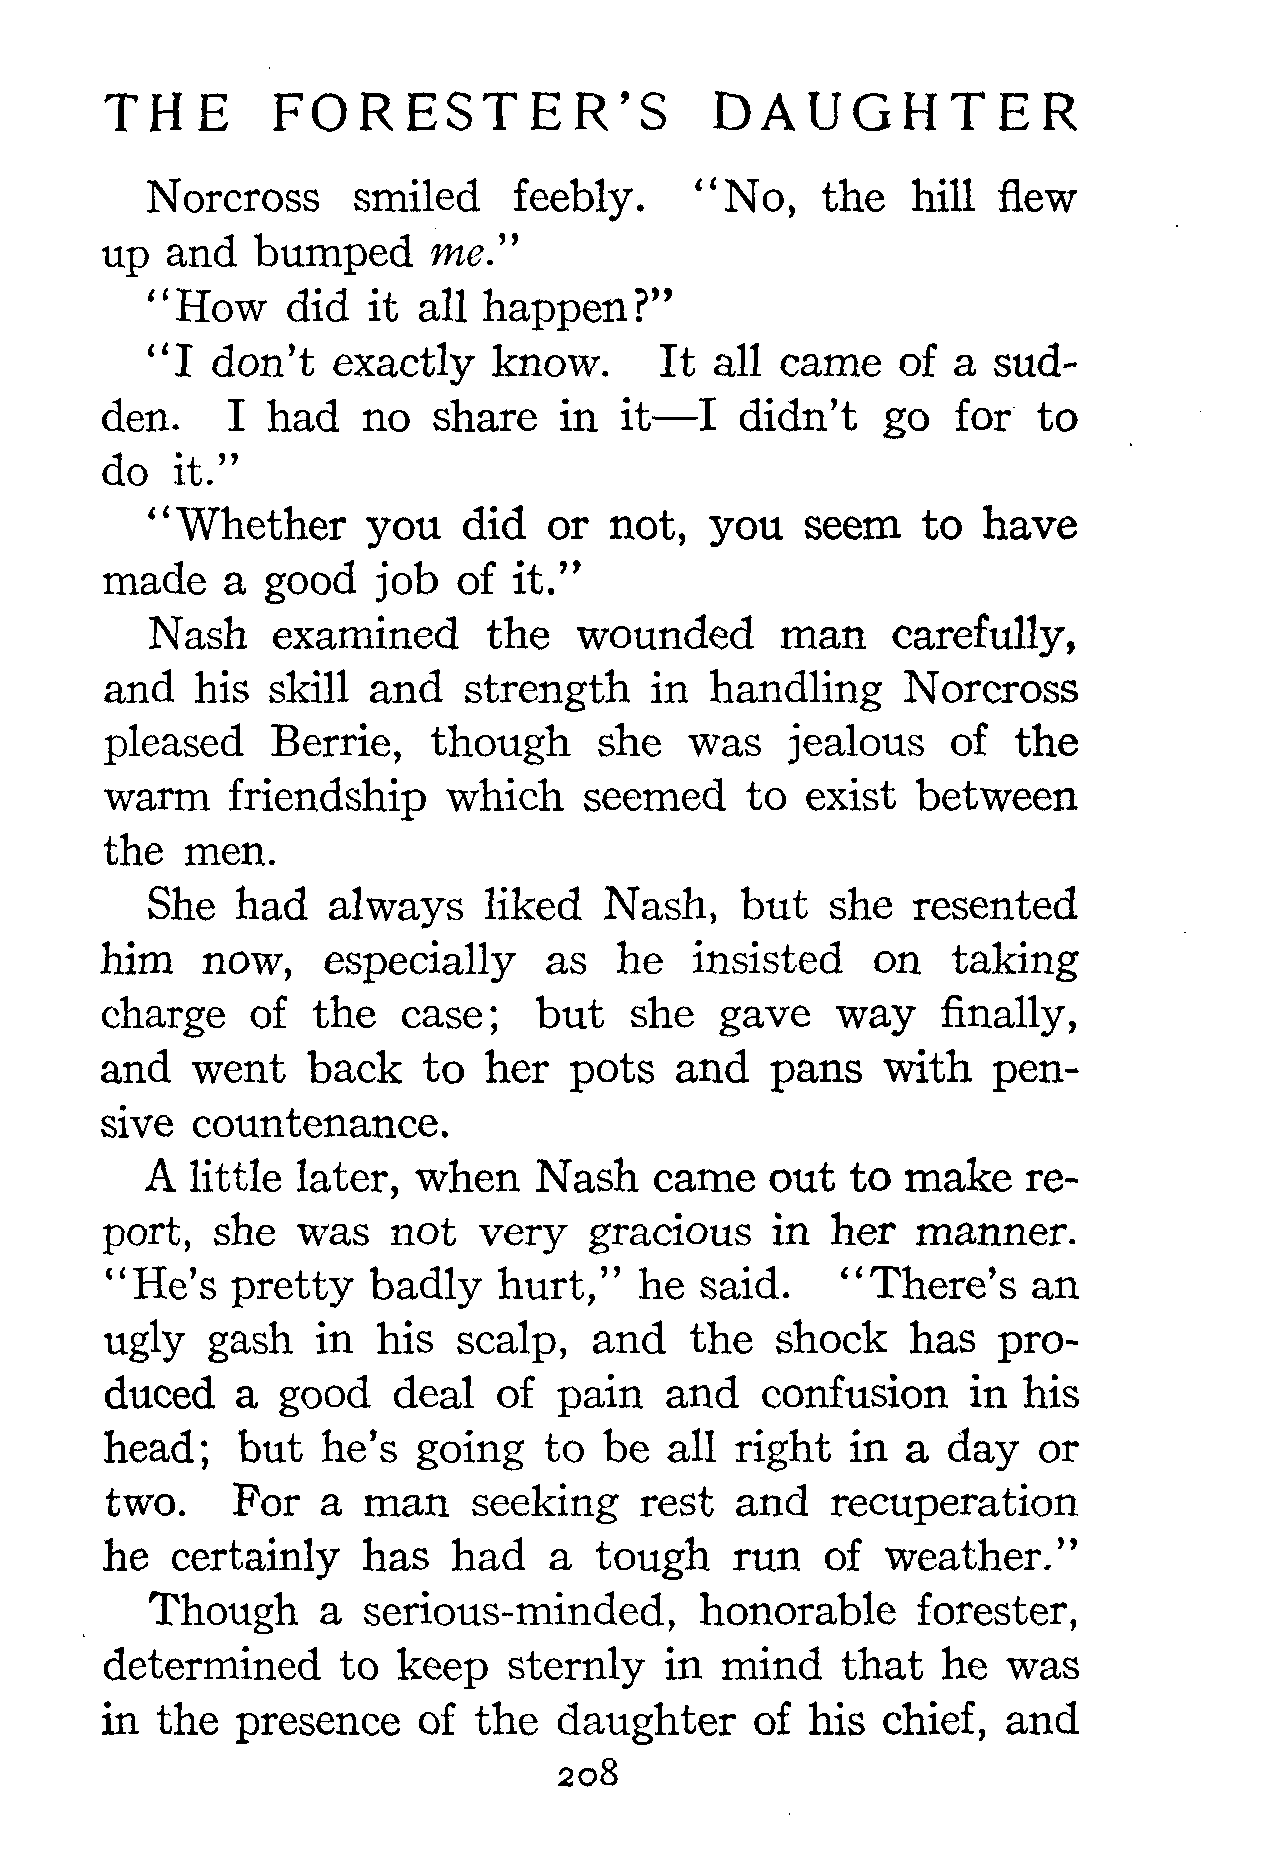 THE FORESTER'S DAUGHTER
Norcross smiled feebly. "No, the hill flew
up and bumped me."
"How did it all happen?"
"I don't exactly know. It all came of a sud-
den. I had no share in it—I didn't go for to
do it."
"Whether you did or not, you seem to have
made a good job of it."
Nash examined the wounded man carefully,
and his skill and strength in handling Norcross
pleased Berrie, though she was jealous of the
warm friendship which seemed to exist between
the men.
She had always liked Nash, but she resented
him now, especially as he insisted on taking
charge of the case; but she gave way finally,
and went back to her pots and pans with pen-
sive countenance.
A little later, when Nash came out to make re-
port, she was not very gracious in her manner.
"He's pretty badly hurt," he said. "There's an
ugly gash in his scalp, and the shock has pro-
duced a good deal of pain and confusion in his
head; but he's going to be all right in a day or
two. For a man seeking rest and recuperation
he certainly has had a tough run of weather."
Though a serious-minded, honorable forester,
determined to keep sternly in mind that he was
in the presence of the daughter of his chief, and
208